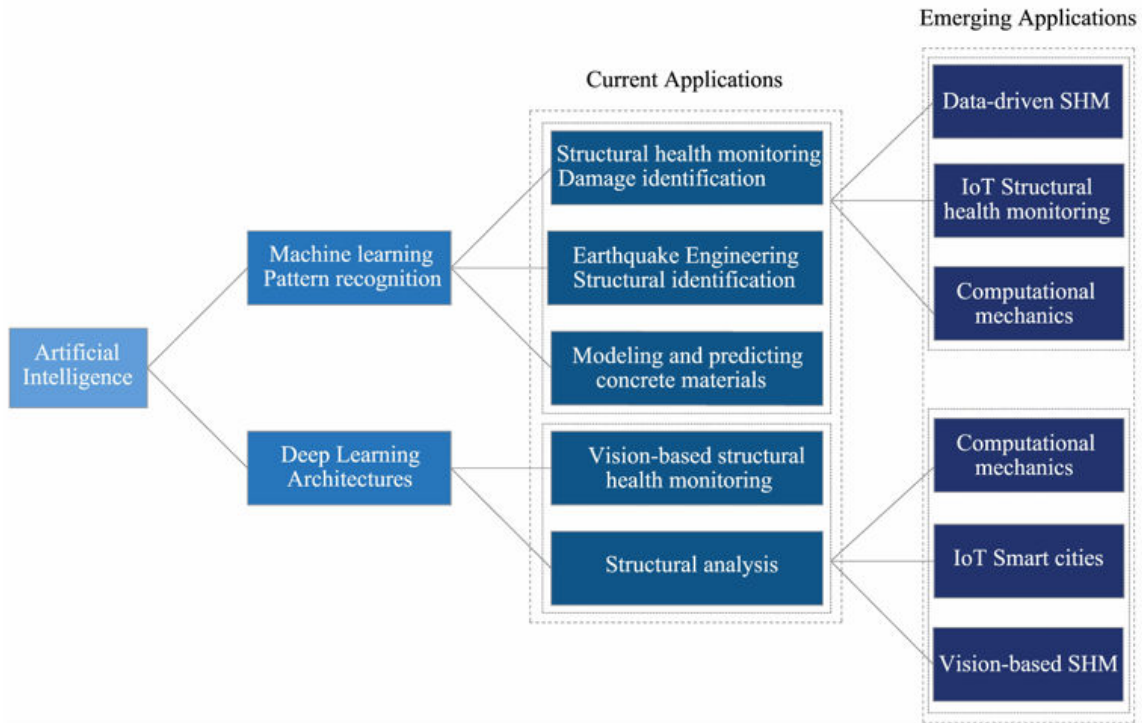 Emerging Applications
Current Applications
Data-driven SHM
Structural health monitoring
Damage identification
IoT Structural
health monitoring
Machine learning
Pattern recognition
Earthquake Engineering
Structural identification
Computational
mechanics
Artificial
Intelligence
Modeling and predicting
concrete materials
Deep Learning
Architectures
Vision-based structural
health monitoring
Computational
mechanics
Structural analysis
IoT Smart cities
Vision-based SHM